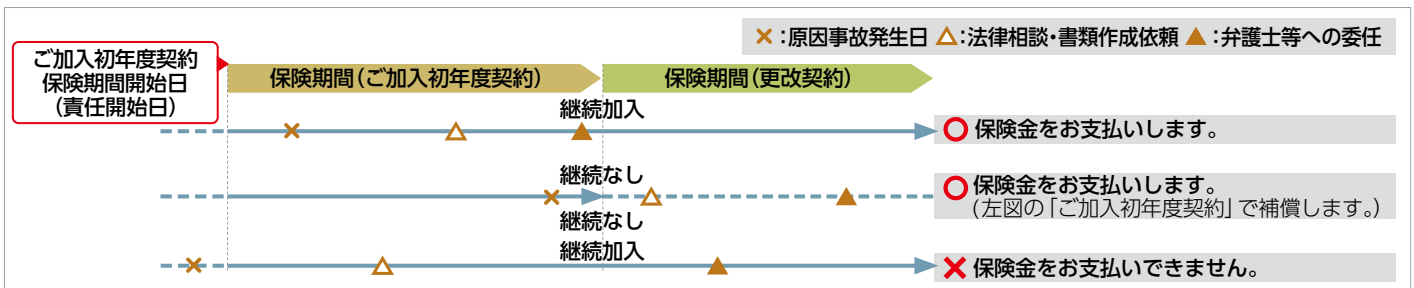 ×:原因事故発生日 △:法律相談・書類作成依頼 ▲:弁護士等への委任
ご加入初年度契約
保険期間開始日
(責任開始日)
保険期間(ご加入初年度契約)
保険期間(更改契約)
継続加入
○ 保険金をお支払いします。
継続なし
○ 保険金をお支払いします。
(左図の「ご加入初年度契約」で補償します。)
継続なし
継続加入
× 保険金をお支払いできません。